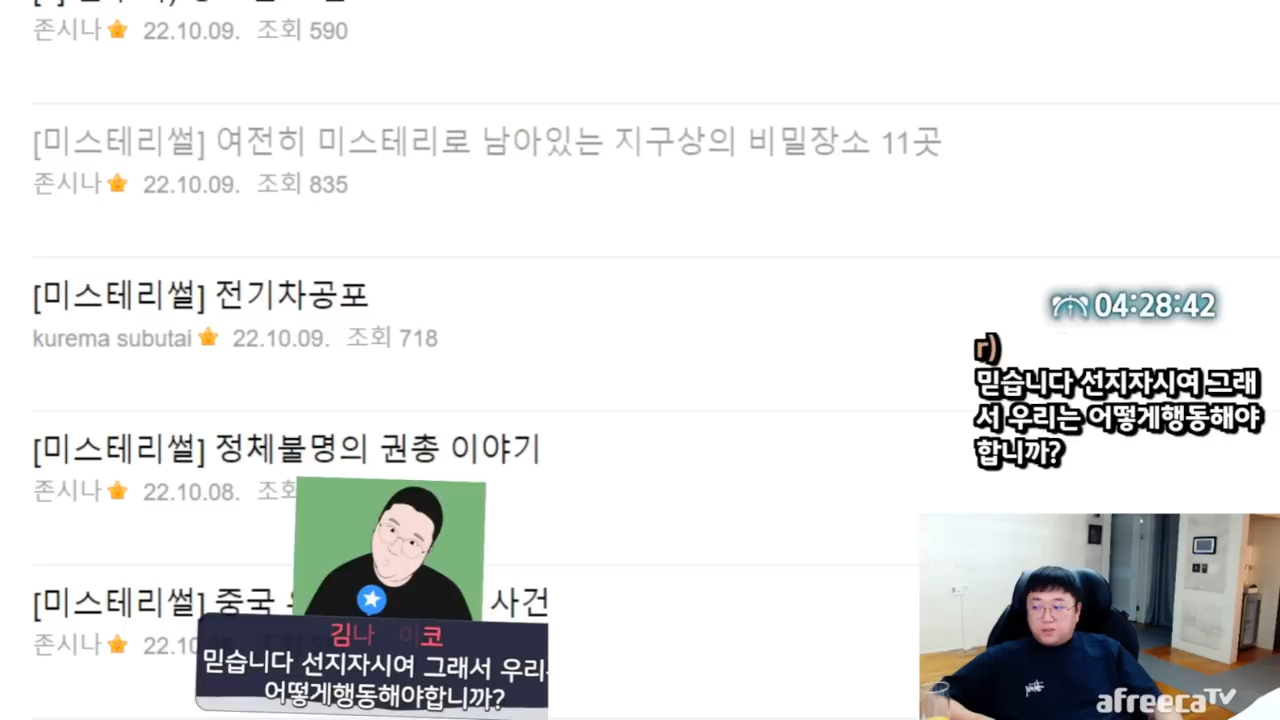 존시나 22.10.09. 조회 590
[미스테리썰] 여전히 미스테리로 남아있는 지구상의 비밀장소 11곳
존시나 22.10.09. 조회 835
[미스테리썰] 전기차공포
kurema subutai 22.10.09. 조회 718
[미스테리썰] 정체불명의 권총 이야기
존시나 22.10.08. 조회
[미스테리썰] 중국 사건
존시나 22.10
김나 이코
믿습니다 선지자시여 그래서 우리
어떻게행동해야합니까?
04:28:42
r)
믿습니다 선지자시여 그래
서 우리는 어떻게행동해야
합니까?
afreecaTV